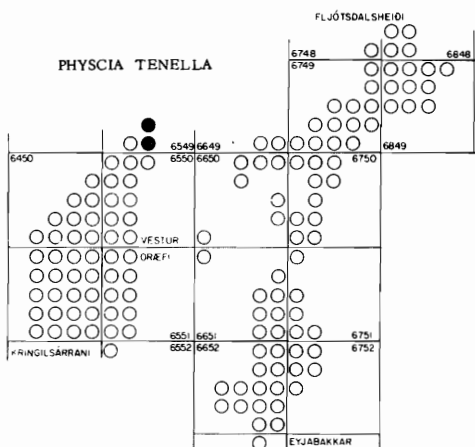 FLJÓTSDALSHEIÐI
PHYSCIA TENELLA
6748 6848
6749
6549 6649 6849
6450 6550 6650 6750
VESTUR
ÖRÆFI
6551 6651 6751
KRINGILSÁRRANI 6552 6652 6752
EYJABAKKAR